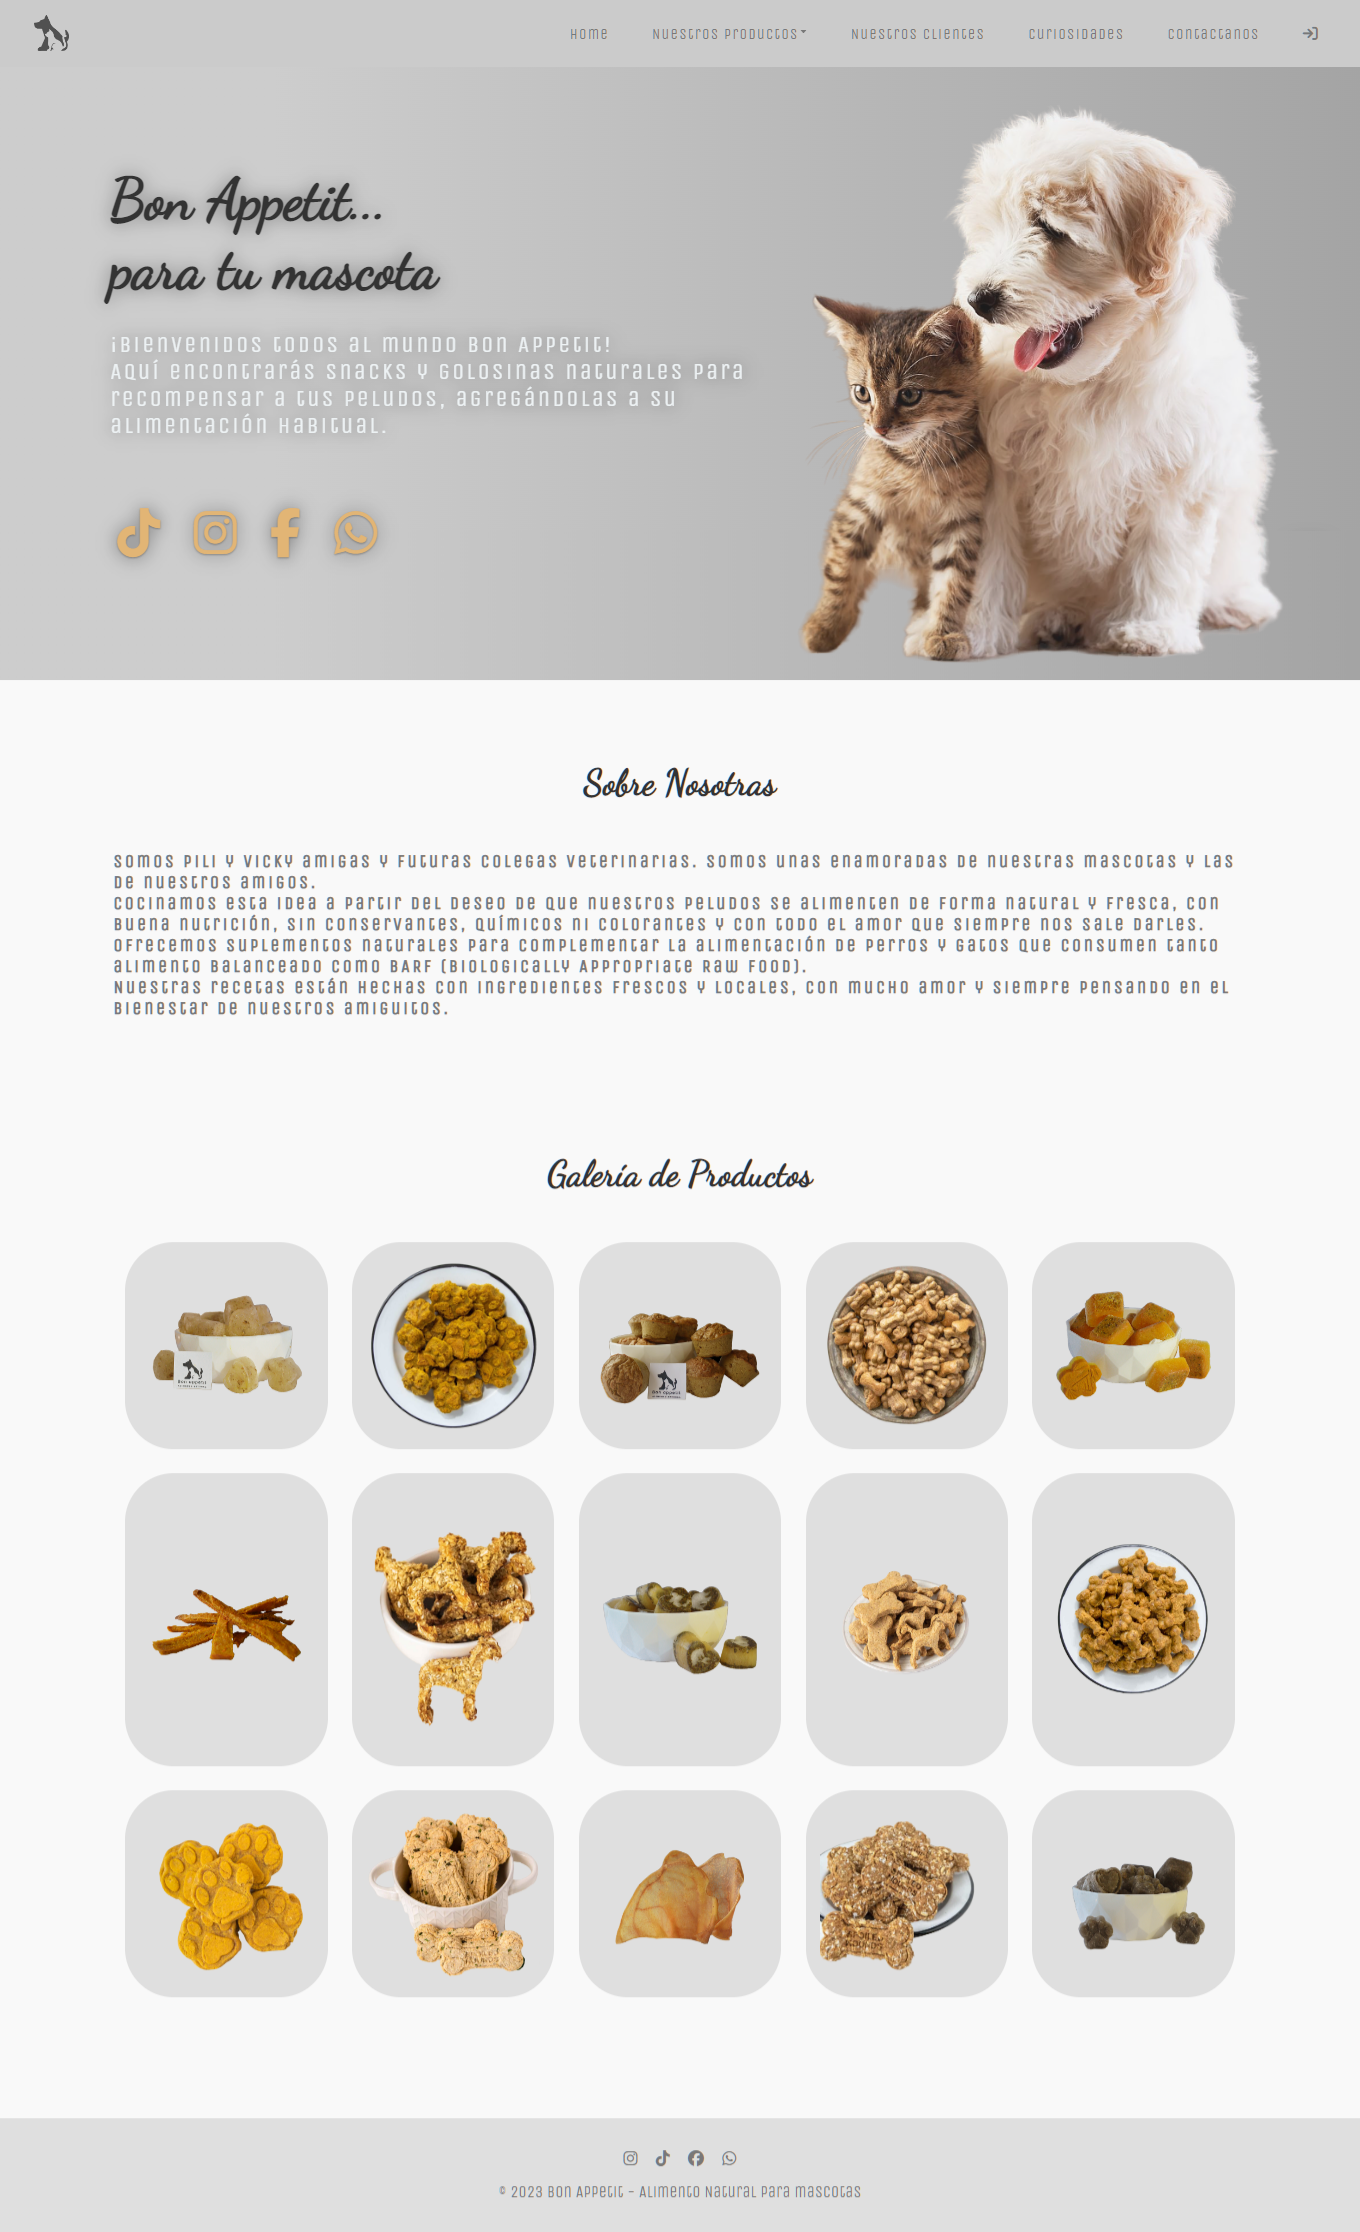 Home Nuestros Productos Nuestros Clientes Curiosidades Contactanos
Bon Appetit...
para tu mascota
¡Bienvenidos todos al mundo Bon Appetit!
Aquí encontrarás snacks y golosinas naturales para
recompensar a tus peludos, agregándolas a su
alimentación habitual.
Sobre Nosotras
Somos Pili y Vicky amigas y futuras colegas veterinarias. Somos unas enamoradas de nuestras mascotas y las
de nuestros amigos.
Cocinamos esta idea a partir del deseo de que nuestros peludos se alimenten de forma natural y fresca, con
buena nutrición, sin conservantes, químicos ni colorantes y con todo el amor que siempre nos sale darles.
Ofrecemos suplementos naturales para complementar la alimentación de perros y gatos que consumen tanto
alimento balanceado como BARF (Biologically Appropriate Raw Food).
Nuestras recetas están hechas con ingredientes frescos y locales, con mucho amor y siempre pensando en el
bienestar de nuestros amiguitos.
Galería de Productos
Bon Appetit
Bon Appetit
© 2023 Bon Appetit - Alimento Natural para mascotas